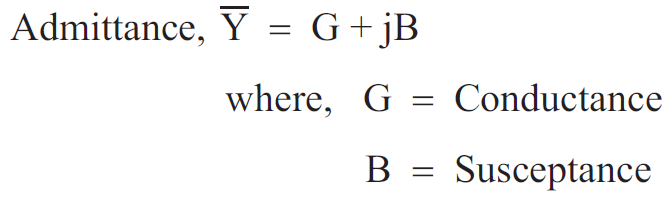 Admittance, Y̅ = G + jB
where, G = Conductance
B = Susceptance